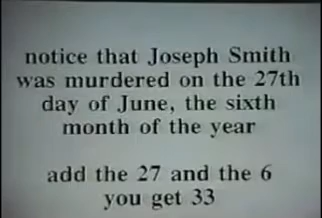 notice that Joseph Smith
was murdered on the 27th
day of June, the sixth
month of the year
add the 27 and the 6
you get 33